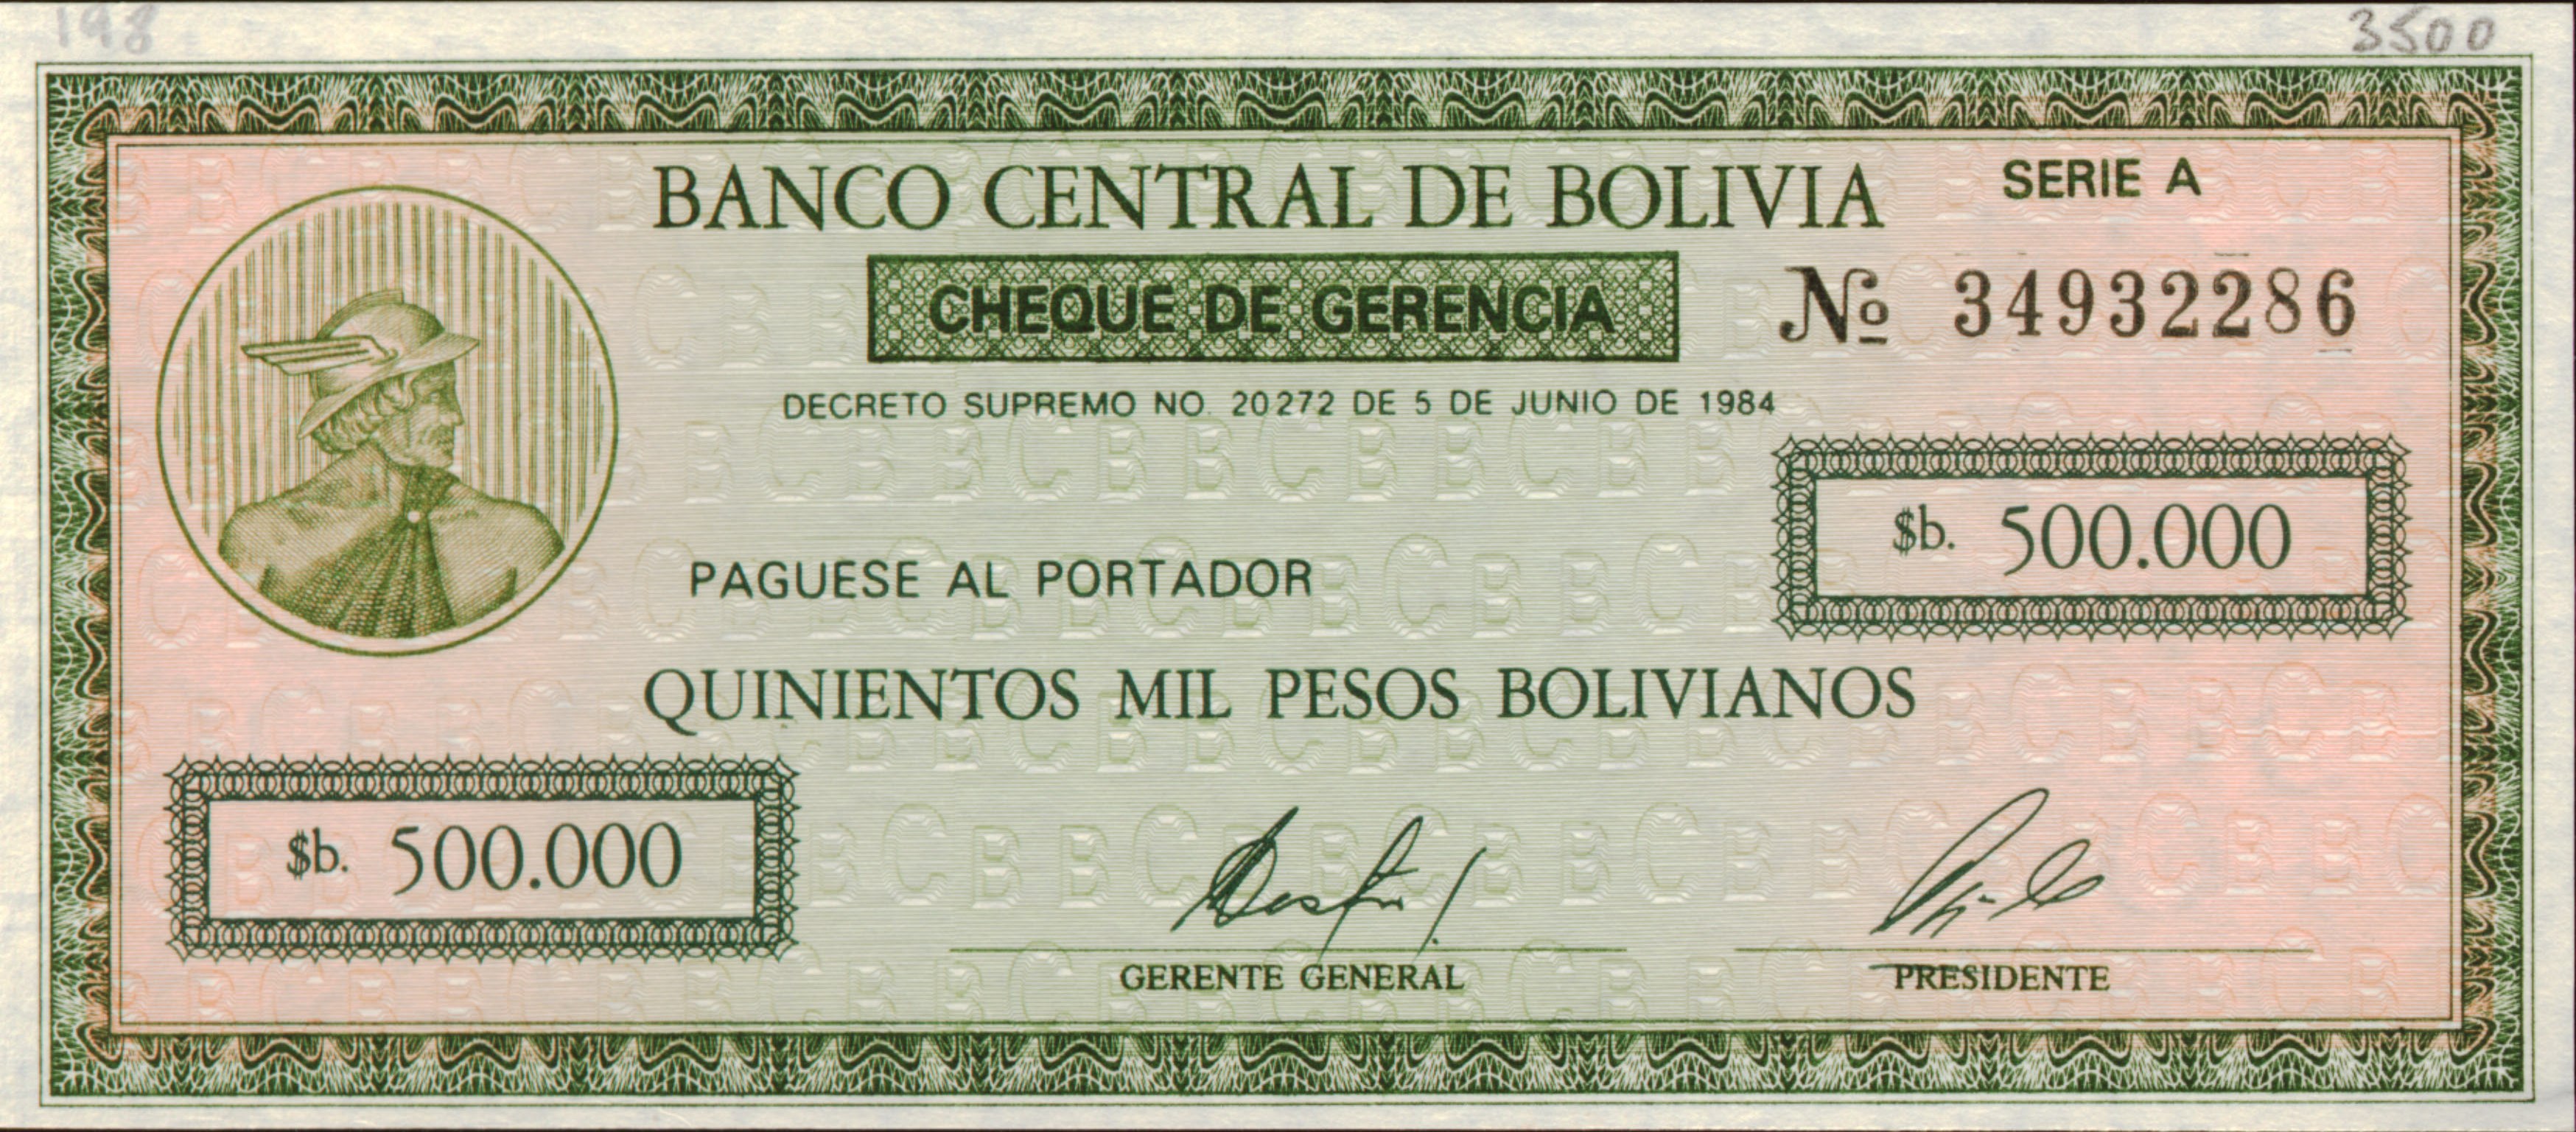 198
3500
BANCO CENTRAL DE BOLIVIA
SERIE A
CHEQUE DE GERENCIA
No 34932286
DECRETO SUPREMO NO. 20272 DE 5 DE JUNIO DE 1984
$b. 500.000
PAGUESE AL PORTADOR
QUINIENTOS MIL PESOS BOLIVIANOS
$b. 500.000
GERENTE GENERAL
PRESIDENTE